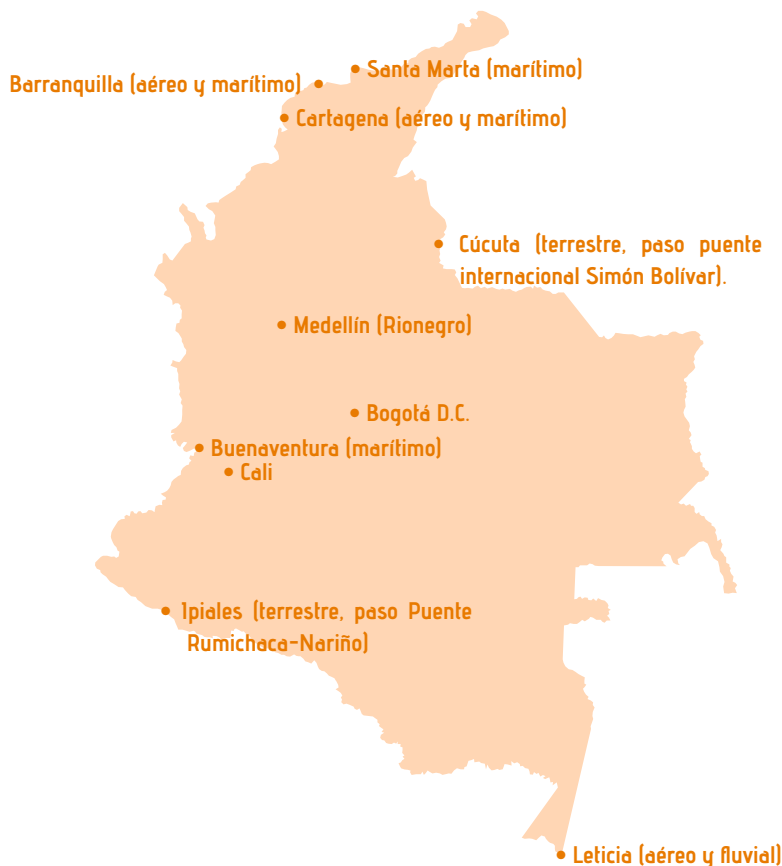 Santa Marta (marítimo)
Barranquilla (aéreo y marítimo)
Cartagena (aéreo y marítimo)
Cúcuta (terrestre, paso puente
internacional Simón Bolívar).
Medellín (Rionegro)
Bogotá D.C.
Buenaventura (marítimo)
Cali
Ipiales (terrestre, paso Puente
Rumichaca-Nariño)
Leticia (aéreo y fluvial)